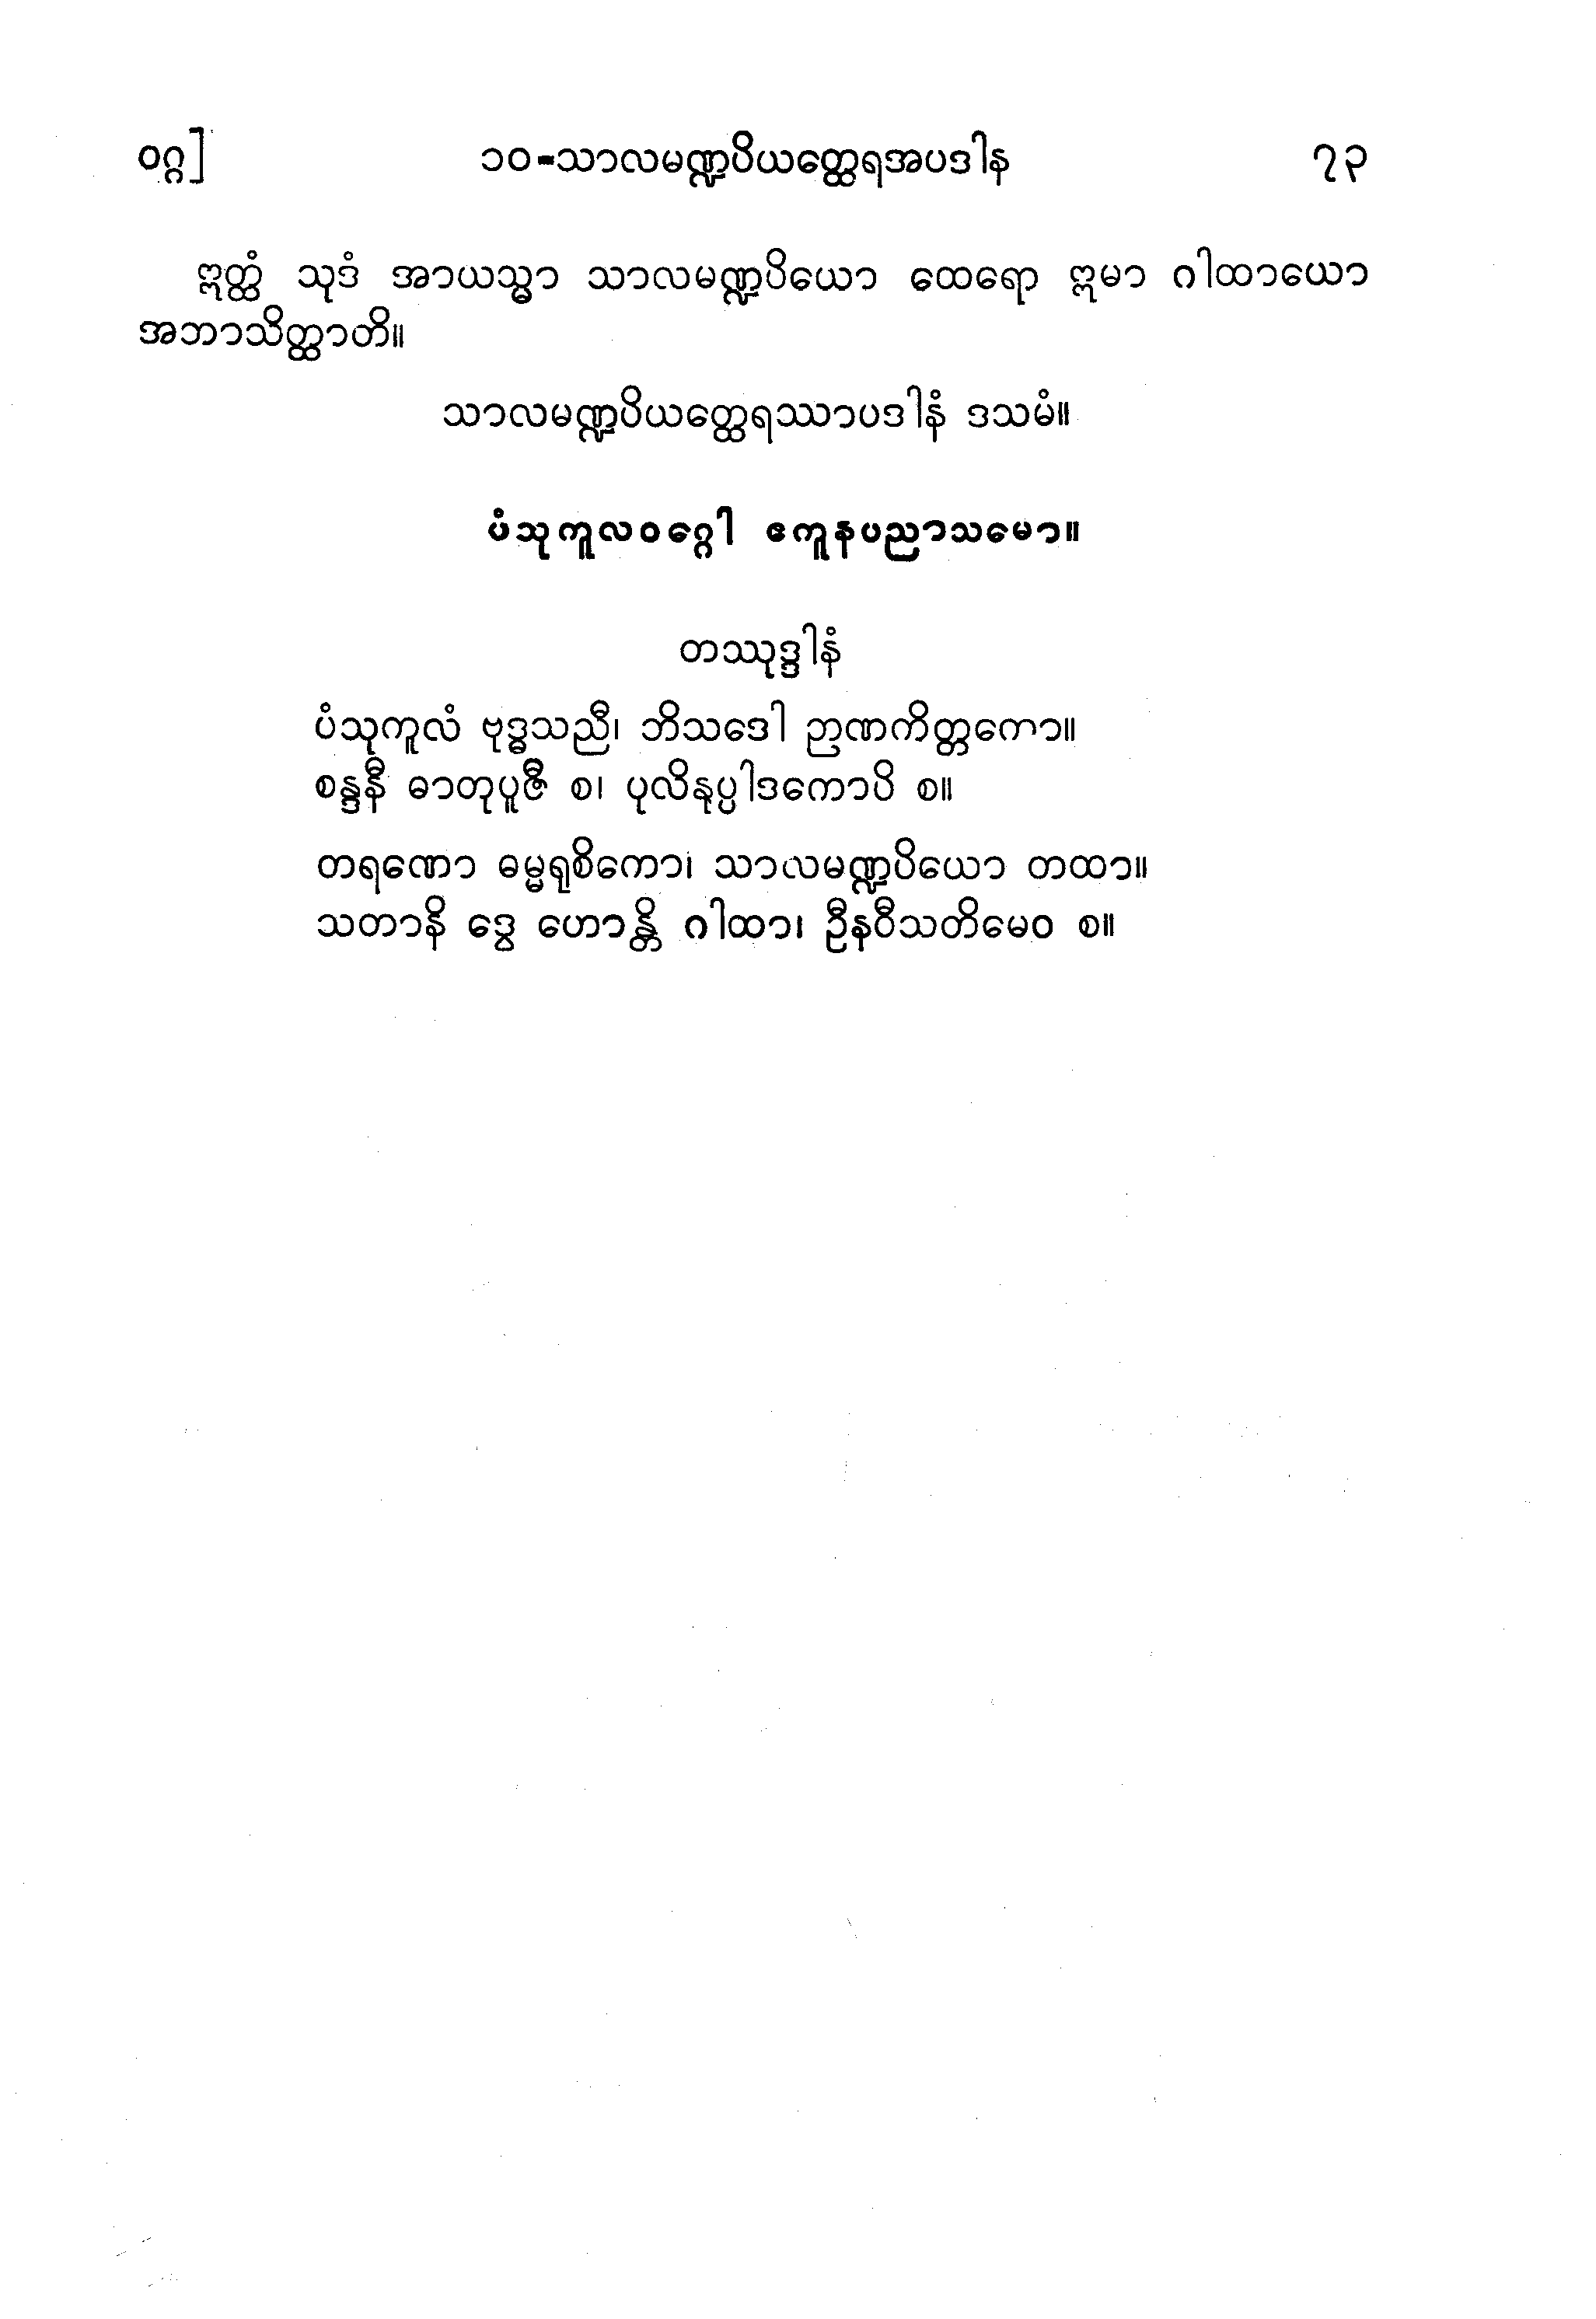 ဝဂ္ဂ] ၁၀-သာလမဏ္ဍပိယတ္ထေရအပဒါန ၇၃
ဣတ္ထံ သုဒံ အာယသ္မာ သာလမဏ္ဍပိယော ထေရော ဣမာ ဂါထာယော
အဘာသိတ္ထာတိ။
သာလမဏ္ဍပိယတ္ထေရဿာပဒါနံ ဒသမံ။
ပံသုကူလဝဂ္ဂေါ ဧကူနပညာသမော။
တဿုဒ္ဒါနံ
ပံသုကူလံ ဗုဒ္ဓသညီ၊ ဘိသဒေါ ဉာဏကိတ္တကော။
စန္ဒနီ ဓာတုပူဇီ စ၊ ပုလိနုပ္ပါဒကောပိ စ။
တရဏော ဓမ္မရုစိကော၊ သာလမဏ္ဍပိယော တထာ။
သတာနိ ဒွေ ဟောန္တိ ဂါထာ၊ ဦနဝီသတိမေဝ စ။